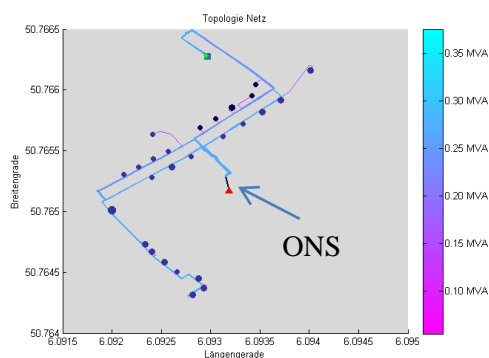 Topologie Netz
50.7665
50.766
50.7655
50.765
50.7645
50.764
Breitengrade
6.0915
6.092
6.0925
6.093
6.0935
6.094
6.0945
6.095
Längengerade
ONS
0.35 MVA
0.30 MVA
0.25 MVA
0.20 MVA
0.15 MVA
0.10 MVA